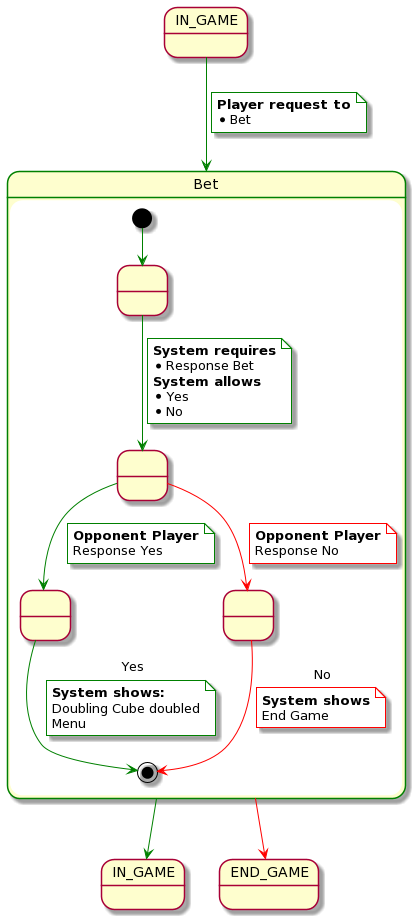 IN_GAME
Player request to
• Bet
Bet
System requires
• Response Bet
System allows
• Yes
• No
Opponent Player
Response Yes
Opponent Player
Response No
Yes
System shows:
Doubling Cube doubled
Menu
No
System shows
End Game
IN_GAME
END_GAME